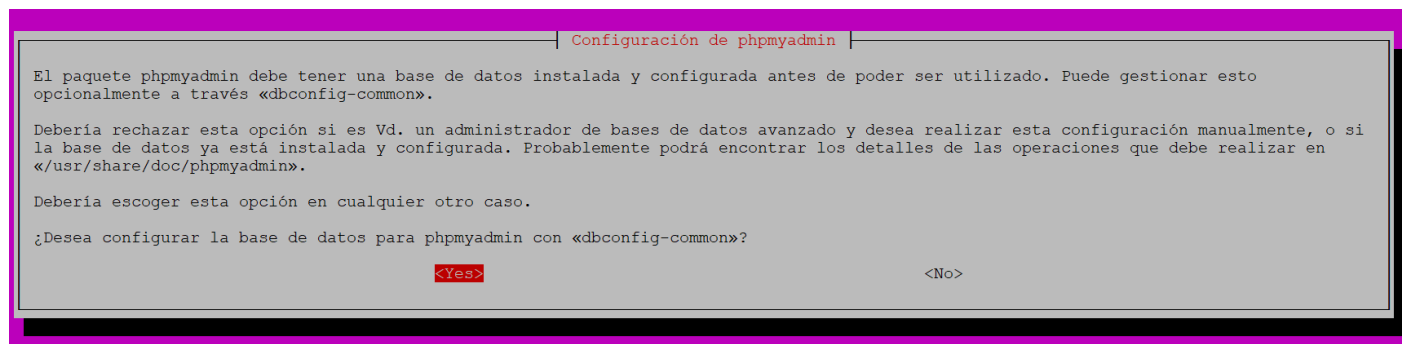 Configuración de phpmyadmin
El paquete phpmyadmin debe tener una base de datos instalada y configurada antes de poder ser utilizado. Puede gestionar esto
opcionalmente a través «dbconfig-common».
Debería rechazar esta opción si es Vd. un administrador de bases de datos avanzado y desea realizar esta configuración manualmente, o si
la base de datos ya está instalada y configurada. Probablemente podrá encontrar los detalles de las operaciones que debe realizar en
«/usr/share/doc/phpmyadmin».
Debería escoger esta opción en cualquier otro caso.
¿Desea configurar la base de datos para phpmyadmin con «dbconfig-common»?
<Yes> <No>